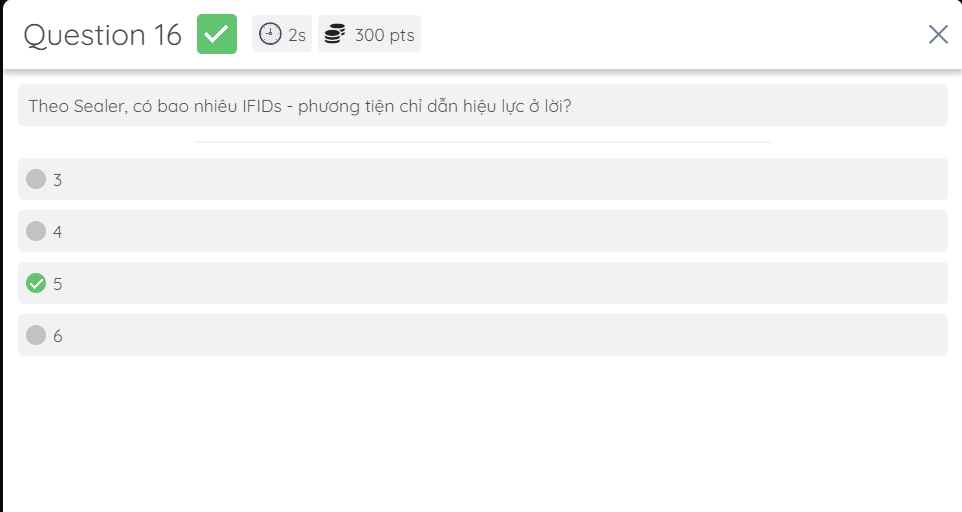 Question 16
2s
300 pts
Theo Sealer, có bao nhiêu IFIDs - phương tiện chỉ dẫn hiệu lực ở lời?
3
4
5
6